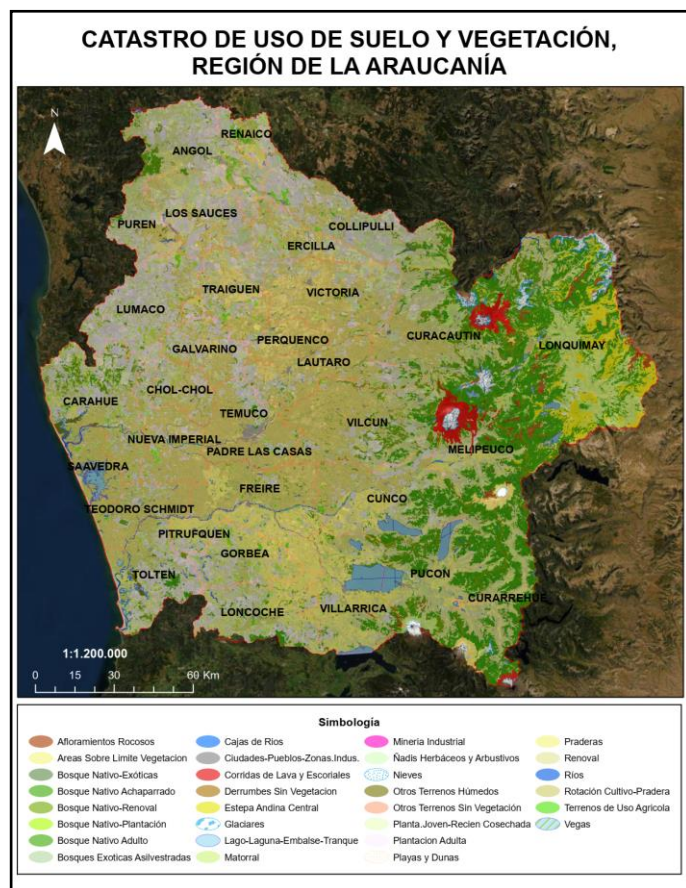 CATASTRO DE USO DE SUELO Y VEGETACIÓN,
REGIÓN DE LA ARAUCANÍA
N
RENAICO
ANGOL
LOS SAUCES
PUREN
COLLIPULLI
ERCILLA
TRAIGUEN
VICTORIA
LUMACO
PERQUENCO
CURACAUTÍN
LONQUIMAY
GALVARINO
LAUTARO
CHOL-CHOL
CARAHUE
TEMUCO
VILCUN
NUEVA IMPERIAL
PADRE LAS CASAS
MELIPEUCO
SAAVEDRA
FREIRE
CUNCO
TEODORO SCHMIDT
PITRUFQUEN
GORBEA
TOLTEN
PUCON
CURARREHUE
LONCOCHE
VILLARRICA
1:1.200.000
0 15 30 60 Km
Simbología
Afloramientos Rocosos
Areas Sobre Limite Vegetacion
Bosque Nativo-Exóticas
Bosque Nativo Achaparrado
Bosque Nativo-Renoval
Bosque Nativo-Plantación
Bosque Nativo Adulto
Bosques Exoticas Asilvestradas
Cajas de Rios
Ciudades-Pueblos-Zonas.Indus.
Corridas de Lava y Escoriales
Derrumbes Sin Vegetacion
Estepa Andina Central
Glaciares
Lago-Laguna-Embalse-Tranque
Matorral
Minería Industrial
Ñadis Herbáceos y Arbustivos
Nieves
Otros Terrenos Húmedos
Otros Terrenos Sin Vegetación
Planta.Joven-Recien Cosechada
Plantacion Adulta
Playas y Dunas
Praderas
Renoval
Ríos
Rotación Cultivo-Pradera
Terrenos de Uso Agricola
Vegas